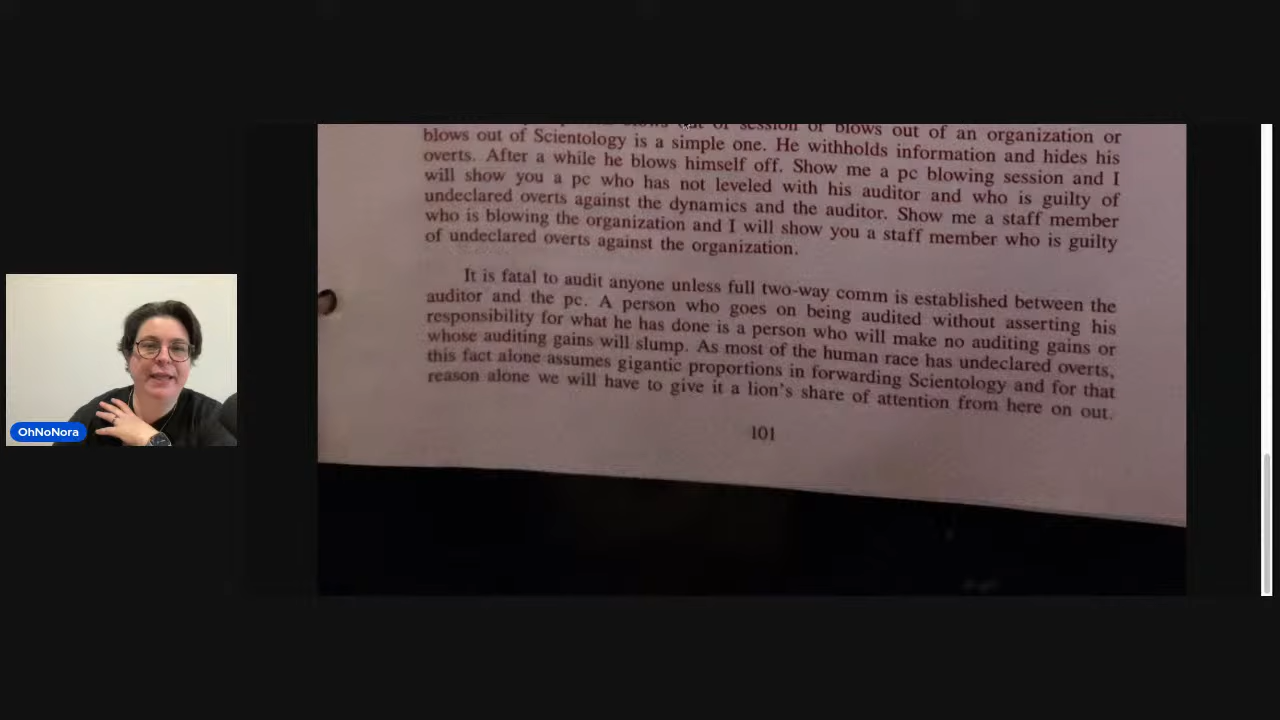 session or blows out of an organization or
blows out of Scientology is a simple one. He withholds information and hides his
overts. After a while he blows himself off. Show me a pc blowing session and I
will show you a pc who has not leveled with his auditor and who is guilty of
undeclared overts against the dynamics and the auditor. Show me a staff member
who is blowing the organization and I will show you a staff member who is guilty
of undeclared overts against the organization.
It is fatal to audit anyone unless full two-way comm is established between the
auditor and the pc. A person who goes on being audited without asserting his
responsibility for what he has done is a person who will make no auditing gains or
whose auditing gains will slump. As most of the human race has undeclared overts,
this fact alone assumes gigantic proportions in forwarding Scientology and for that
reason alone we will have to give it a lion's share of attention from here on out.
101
OhNoNora